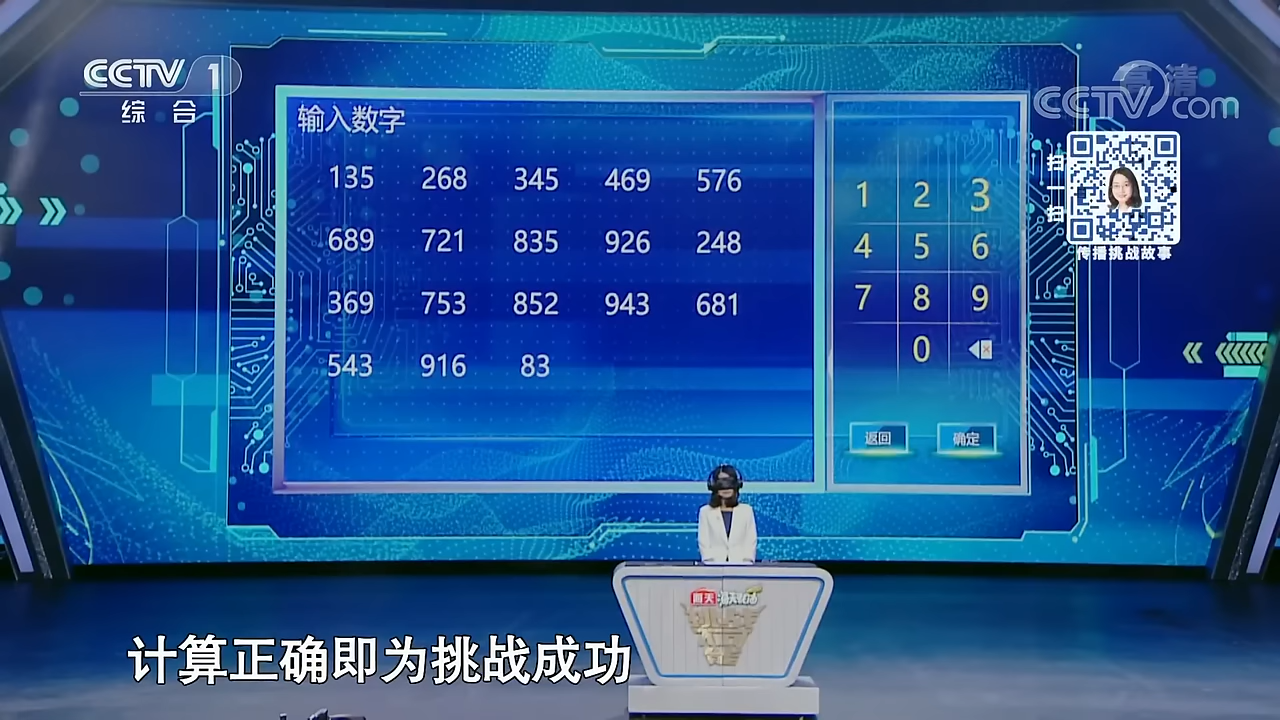 CCTV 1
综合
高清
CCTV.com
输入数字
135 268 345 469 576
689 721 835 926 248
369 753 852 943 681
543 916 83
1 2 3
4 5 6
7 8 9
0
返回 确定
扫一扫
传播挑战故事
计算正确即为挑战成功